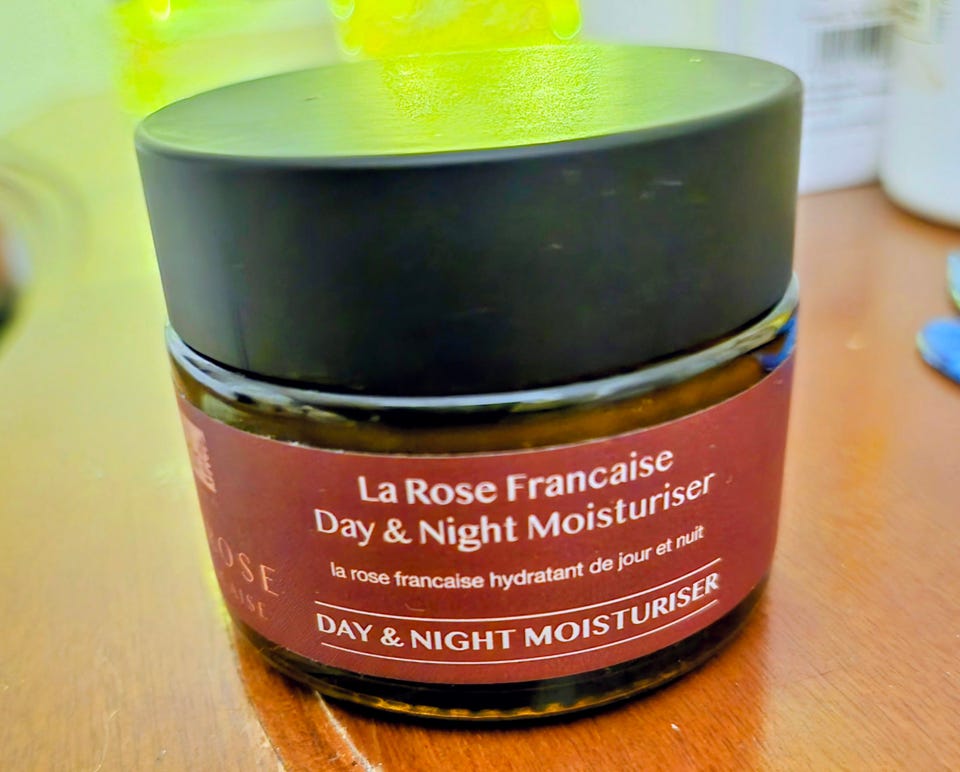 La Rose Francaise
Day & Night Moisturiser
la rose francaise hydratant de jour et nuit
DAY & NIGHT MOISTURISER